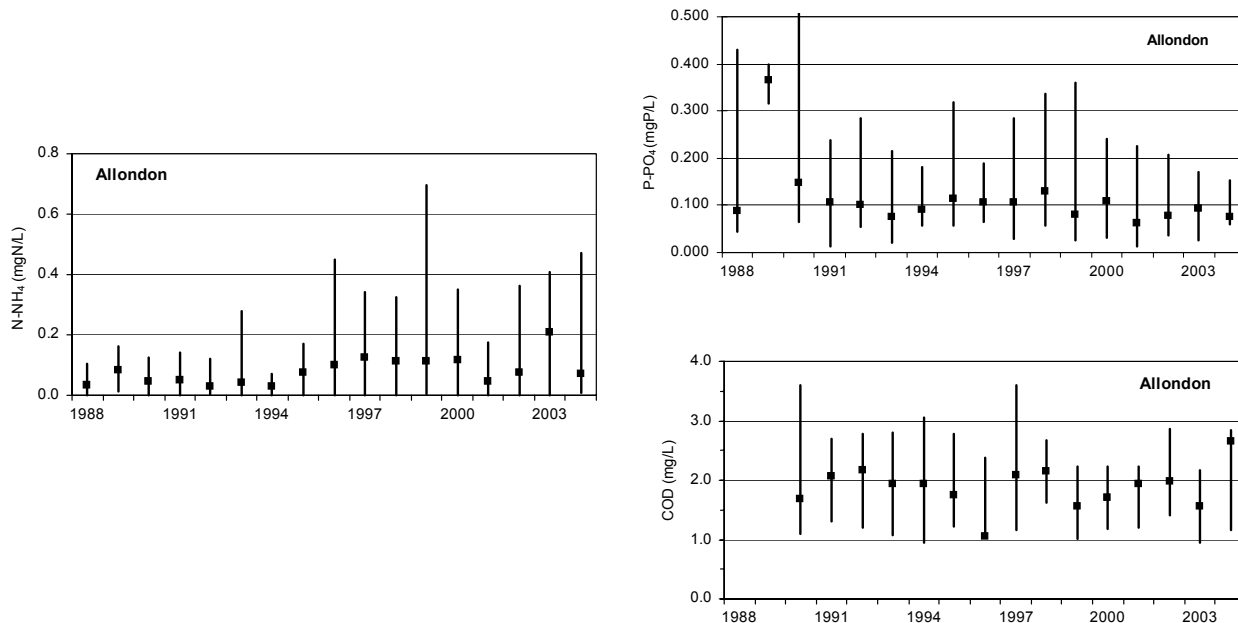 Allondon
N-NH₄ (mgN/L)
0.8
0.6
0.4
0.2
0.0
1988 1991 1994 1997 2000 2003
Allondon
P-PO₄ (mgP/L)
0.500
0.400
0.300
0.200
0.100
0.000
1988 1991 1994 1997 2000 2003
Allondon
COD (mg/L)
4.0
3.0
2.0
1.0
0.0
1988 1991 1994 1997 2000 2003